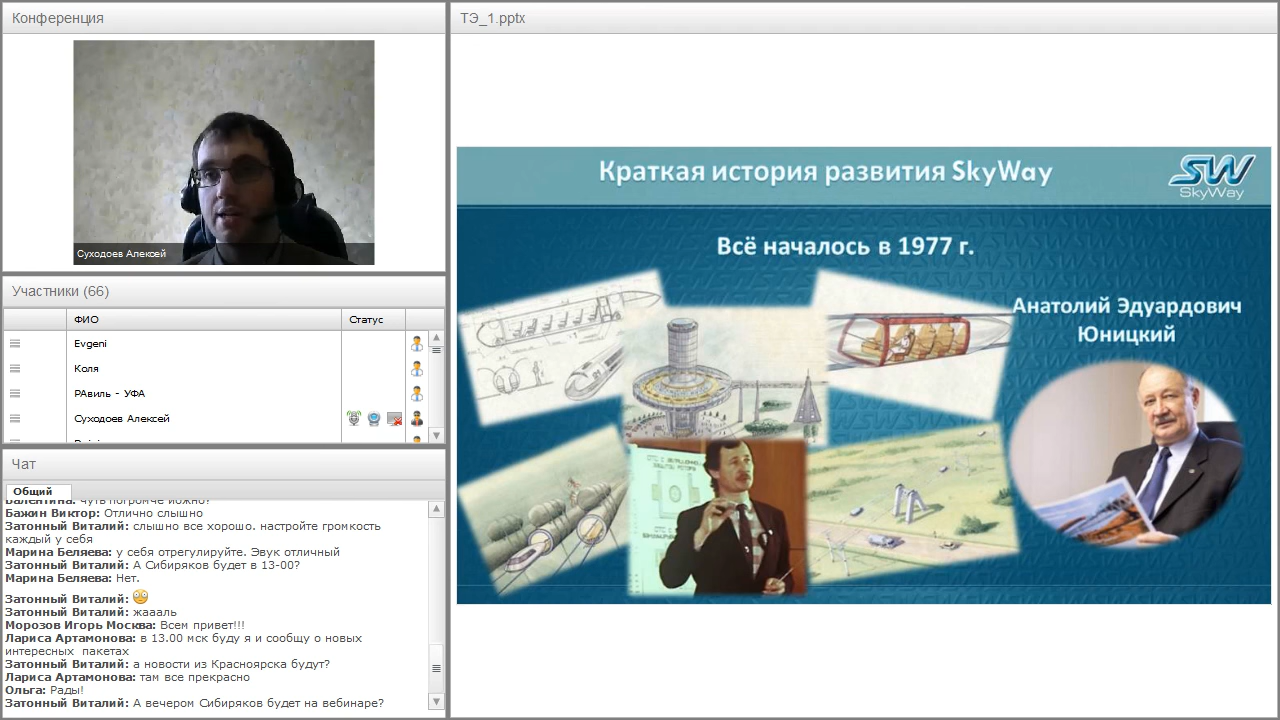 Конференция
Суходоев Алексей
Участники (66)
ФИО
Статус
Evgeni
Коля
РАвиль - УФА
Суходоев Алексей
Чат
Общий
Валентина: чуть погромче можно?
Бажин Виктор: Отлично слышно
Затонный Виталий: слышно все хорошо. настройте громкость
каждый у себя
Марина Беляева: у себя отрегулируйте. Звук отличный
Затонный Виталий: А Сибиряков будет в 13-00?
Марина Беляева: Нет.
Затонный Виталий:
Затонный Виталий: жаааль
Морозов Игорь Москва: Всем привет!!!
Лариса Артамонова: в 13.00 мск буду я и сообщу о новых
интересных пакетах
Затонный Виталий: а новости из Красноярска будут?
Лариса Артамонова: там все прекрасно
Ольга: Рады!
Затонный Виталий: А вечером Сибиряков будет на вебинаре?
ТЭ_1.pptx
Краткая история развития SkyWay
SW
SkyWay
Всё началось в 1977 г.
Анатолий Эдуардович
Юницкий